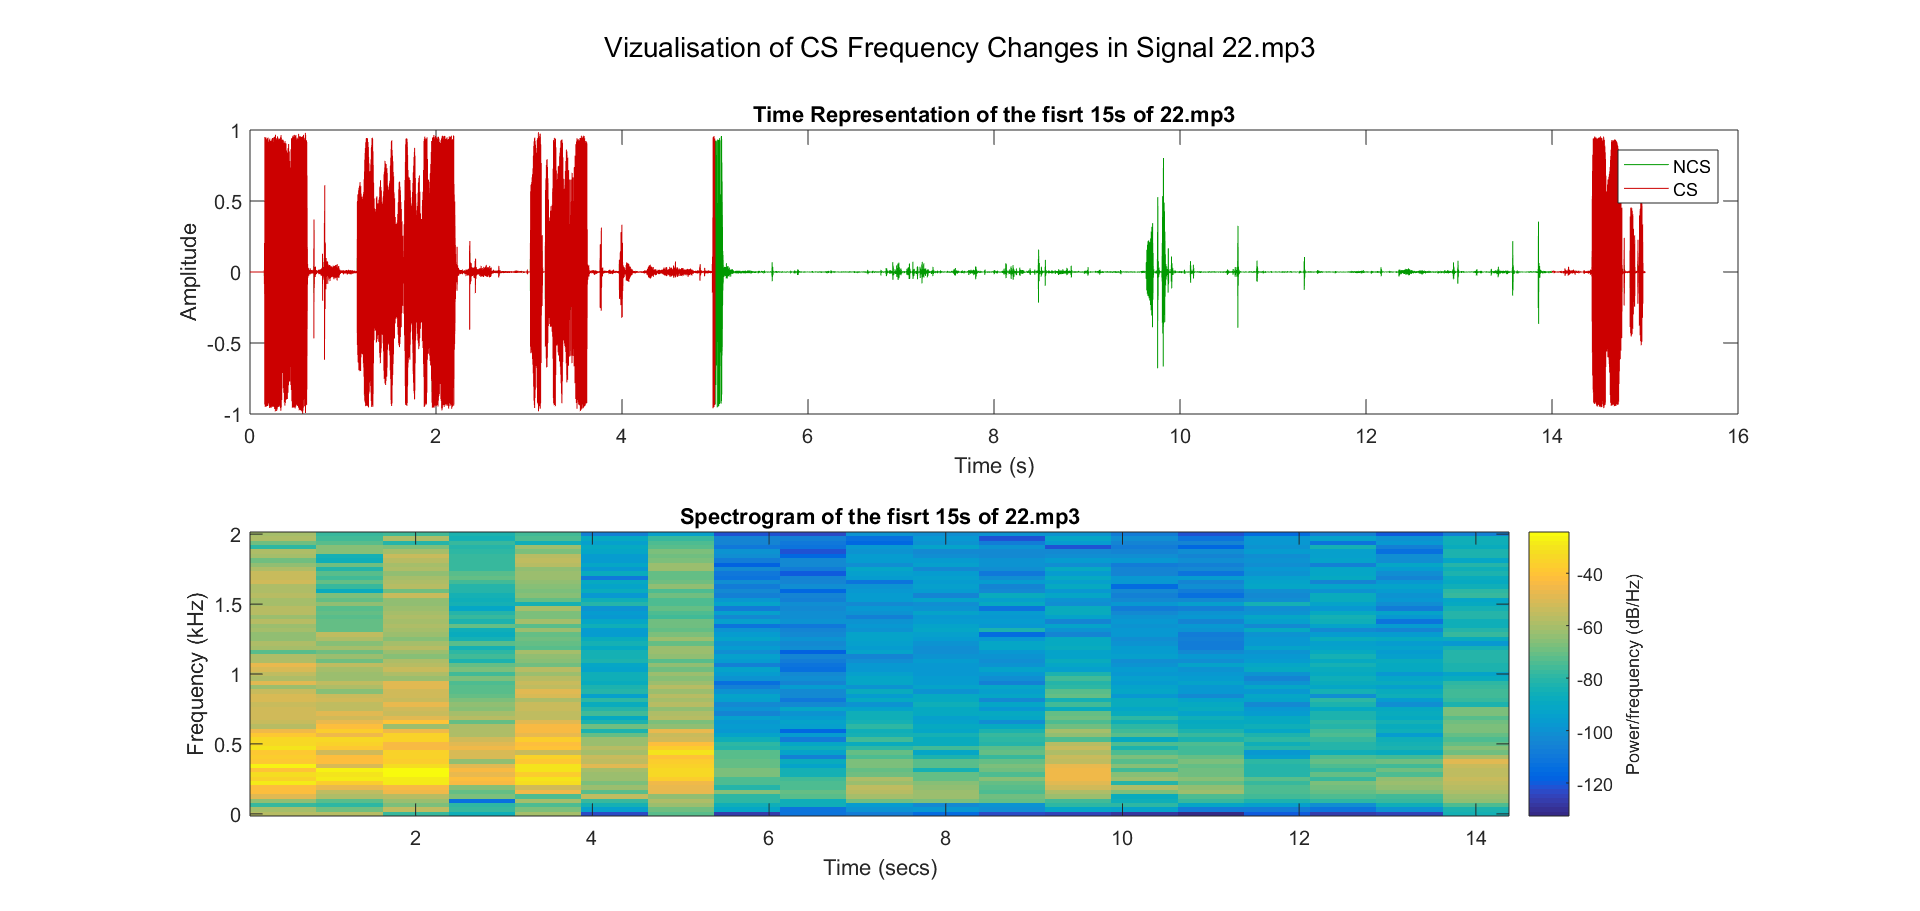 Vizualisation of CS Frequency Changes in Signal 22.mp3
Time Representation of the fisrt 15s of 22.mp3
1
0.5
0
-0.5
-1
Amplitude
NCS
CS
0 2 4 6 8 10 12 14 16
Time (s)
Spectrogram of the fisrt 15s of 22.mp3
2
1.5
1
0.5
0
Frequency (kHz)
2 4 6 8 10 12 14
Time (secs)
-40
-60
-80
-100
-120
Power/frequency (dB/Hz)